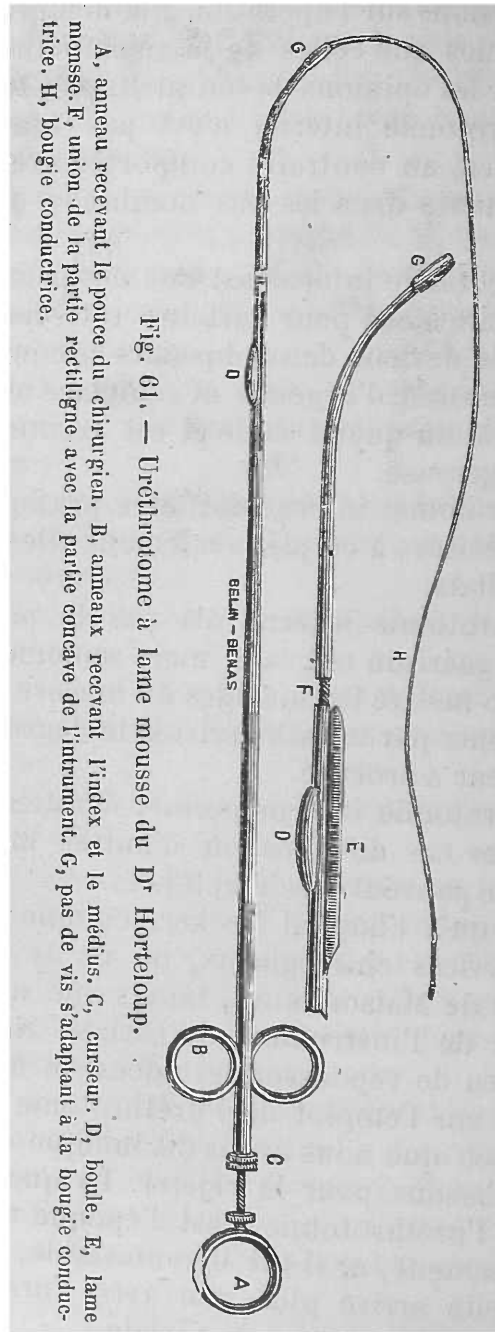 G
G
H
D
F
D
E
BELIN-BENAS
B
C
A
Fig. 61. — Uréthrotome à lame mousse du Dr Horteloup.
A, anneau recevant le pouce du chirurgien. B, anneaux recevant l'index et le médius. C, curseur. D, boule. E, lame
mousse. F, union de la partie rectiligne avec la partie concave de l'intrument. G, pas de vis s'adaptant à la bougie conduc-
trice H, bougie conductrice.